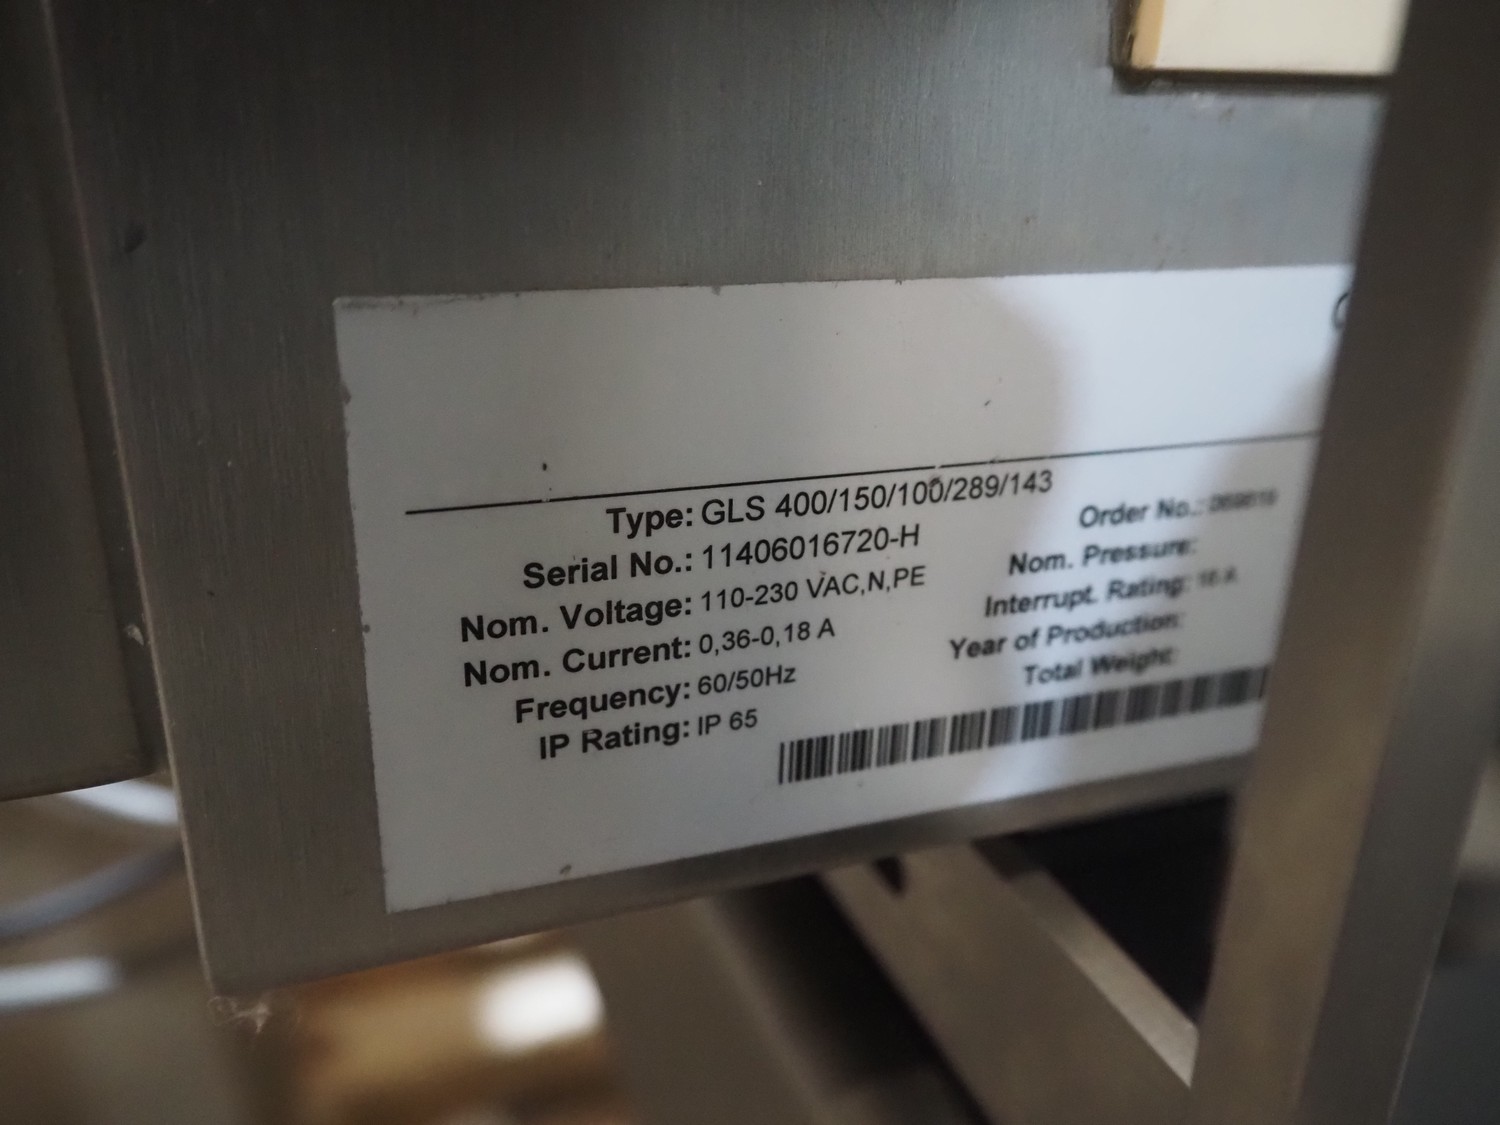 Type: GLS 400/150/100/289/143
Serial No.: 11406016720-H
Nom. Voltage: 110-230 VAC,N,PE
Nom. Current: 0,36-0,18 A
Frequency: 60/50Hz
IP Rating: IP 65
Order No.:
Nom. Pressure:
Interrupt. Rating: 16 A
Year of Production:
Total Weight: